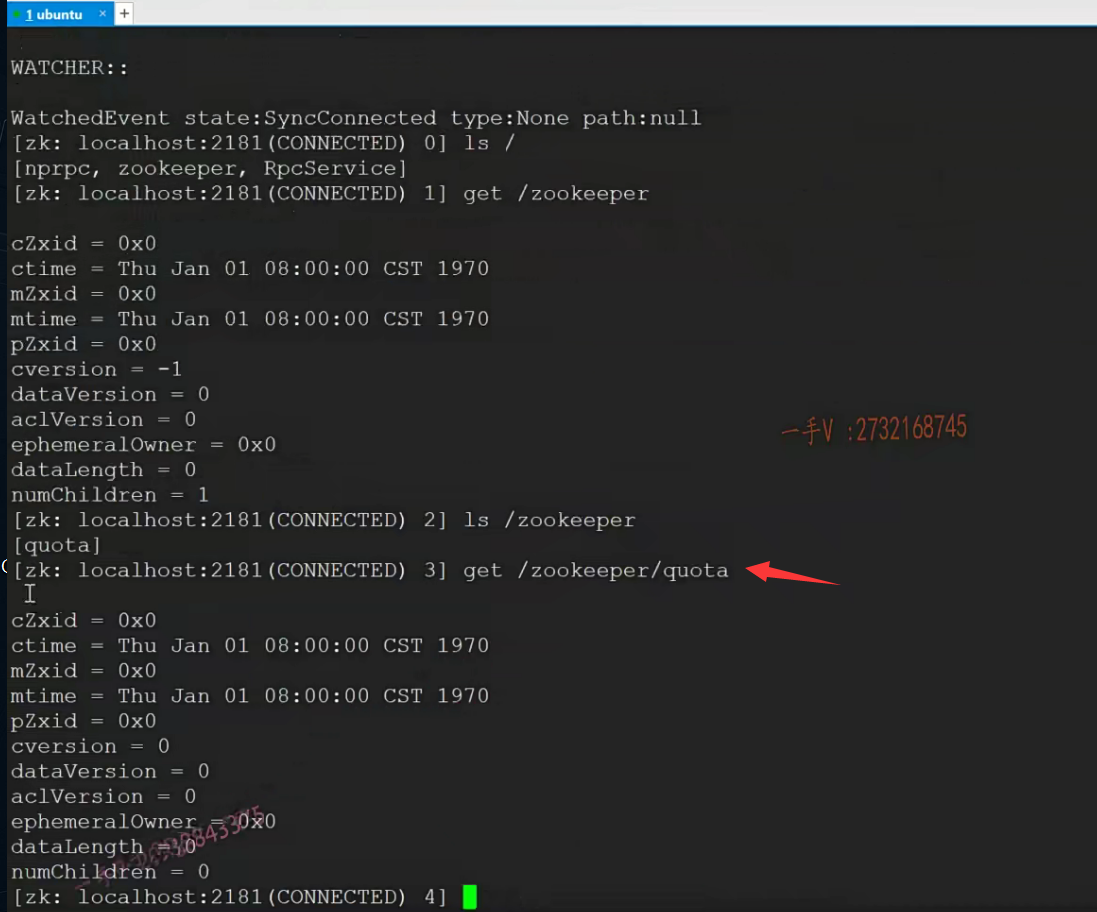 1 ubuntu × +
WATCHER::
WatchedEvent state:SyncConnected type:None path:null
[zk: localhost:2181(CONNECTED) 0] ls /
[nprpc, zookeeper, RpcService]
[zk: localhost:2181(CONNECTED) 1] get /zookeeper
cZxid = 0x0
ctime = Thu Jan 01 08:00:00 CST 1970
mZxid = 0x0
mtime = Thu Jan 01 08:00:00 CST 1970
pZxid = 0x0
cversion = -1
dataVersion = 0
aclVersion = 0
一手V :2732168745
ephemeralOwner = 0x0
dataLength = 0
numChildren = 1
[zk: localhost:2181(CONNECTED) 2] ls /zookeeper
[quota]
[zk: localhost:2181(CONNECTED) 3] get /zookeeper/quota
cZxid = 0x0
ctime = Thu Jan 01 08:00:00 CST 1970
mZxid = 0x0
mtime = Thu Jan 01 08:00:00 CST 1970
pZxid = 0x0
cversion = 0
dataVersion = 0
aclVersion = 0
ephemeralOwner = 0x0
dataLength = 0
numChildren = 0
[zk: localhost:2181(CONNECTED) 4]